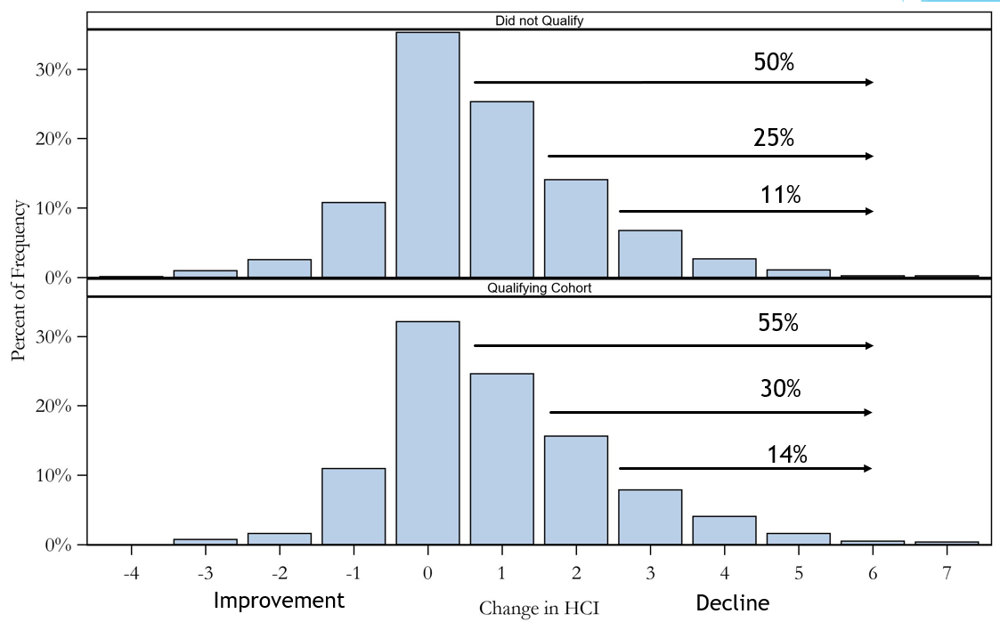 Did not Qualify
Percent of Frequency
30%
20%
10%
0%
50%
25%
11%
Qualifying Cohort
30%
20%
10%
0%
55%
30%
14%
-4 -3 -2 -1 0 1 2 3 4 5 6 7
Improvement Change in HCI Decline